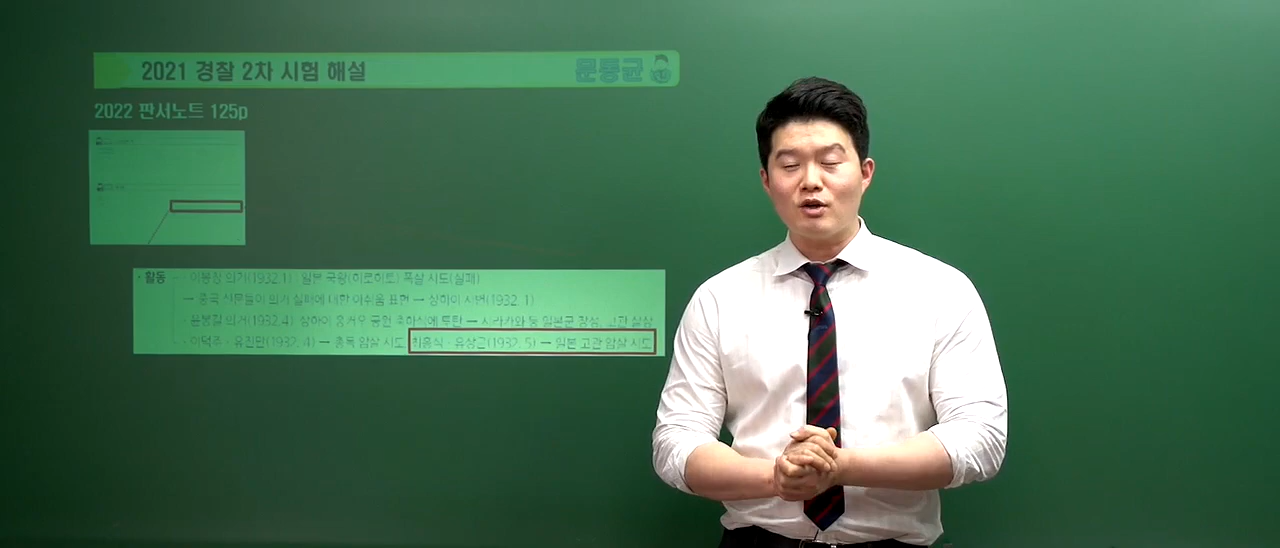 2021 경찰 2차 시험 해설
문동균
2022 판서노트 125p
· 활동 - · 이봉창 의거(1932.1) : 일본 국왕(히로히토) 폭살 시도(실패)
→ 중국 신문들이 의거 실패에 대한 아쉬움 표현 → 상하이 사변(1932. 1)
· 윤봉길 의거(1932.4) 상하이 훙커우 공원 축하식에 투탄 → 시라카와 등 일본군 장성, 고관 살상
· 이덕주 · 유진만(1932. 4) → 총독 암살 시도, 최흥식 · 유상근(1932. 5) → 일본 고관 암살 시도